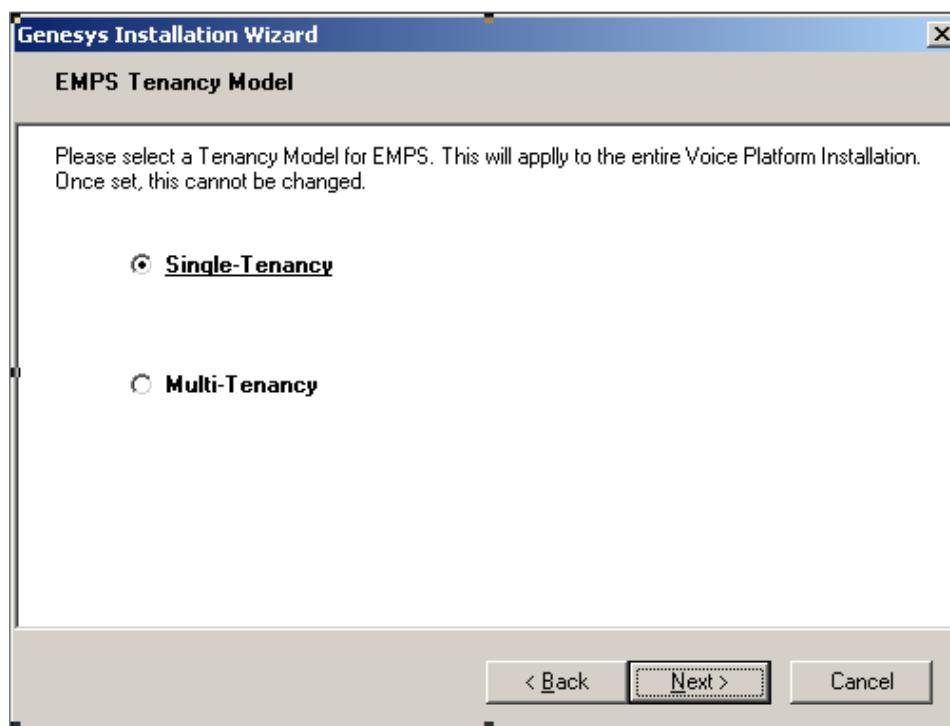 Genesys Installation Wizard
EMPS Tenancy Model
Please select a Tenancy Model for EMPS. This will applly to the entire Voice Platform Installation.
Once set, this cannot be changed.
Single-Tenancy
Multi-Tenancy
< Back Next > Cancel